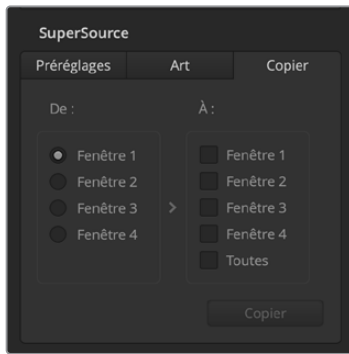 SuperSource
Préréglages Art Copier
De : À :
Fenêtre 1 Fenêtre 1
Fenêtre 2 Fenêtre 2
Fenêtre 3 > Fenêtre 3
Fenêtre 4 Fenêtre 4
Toutes
Copier